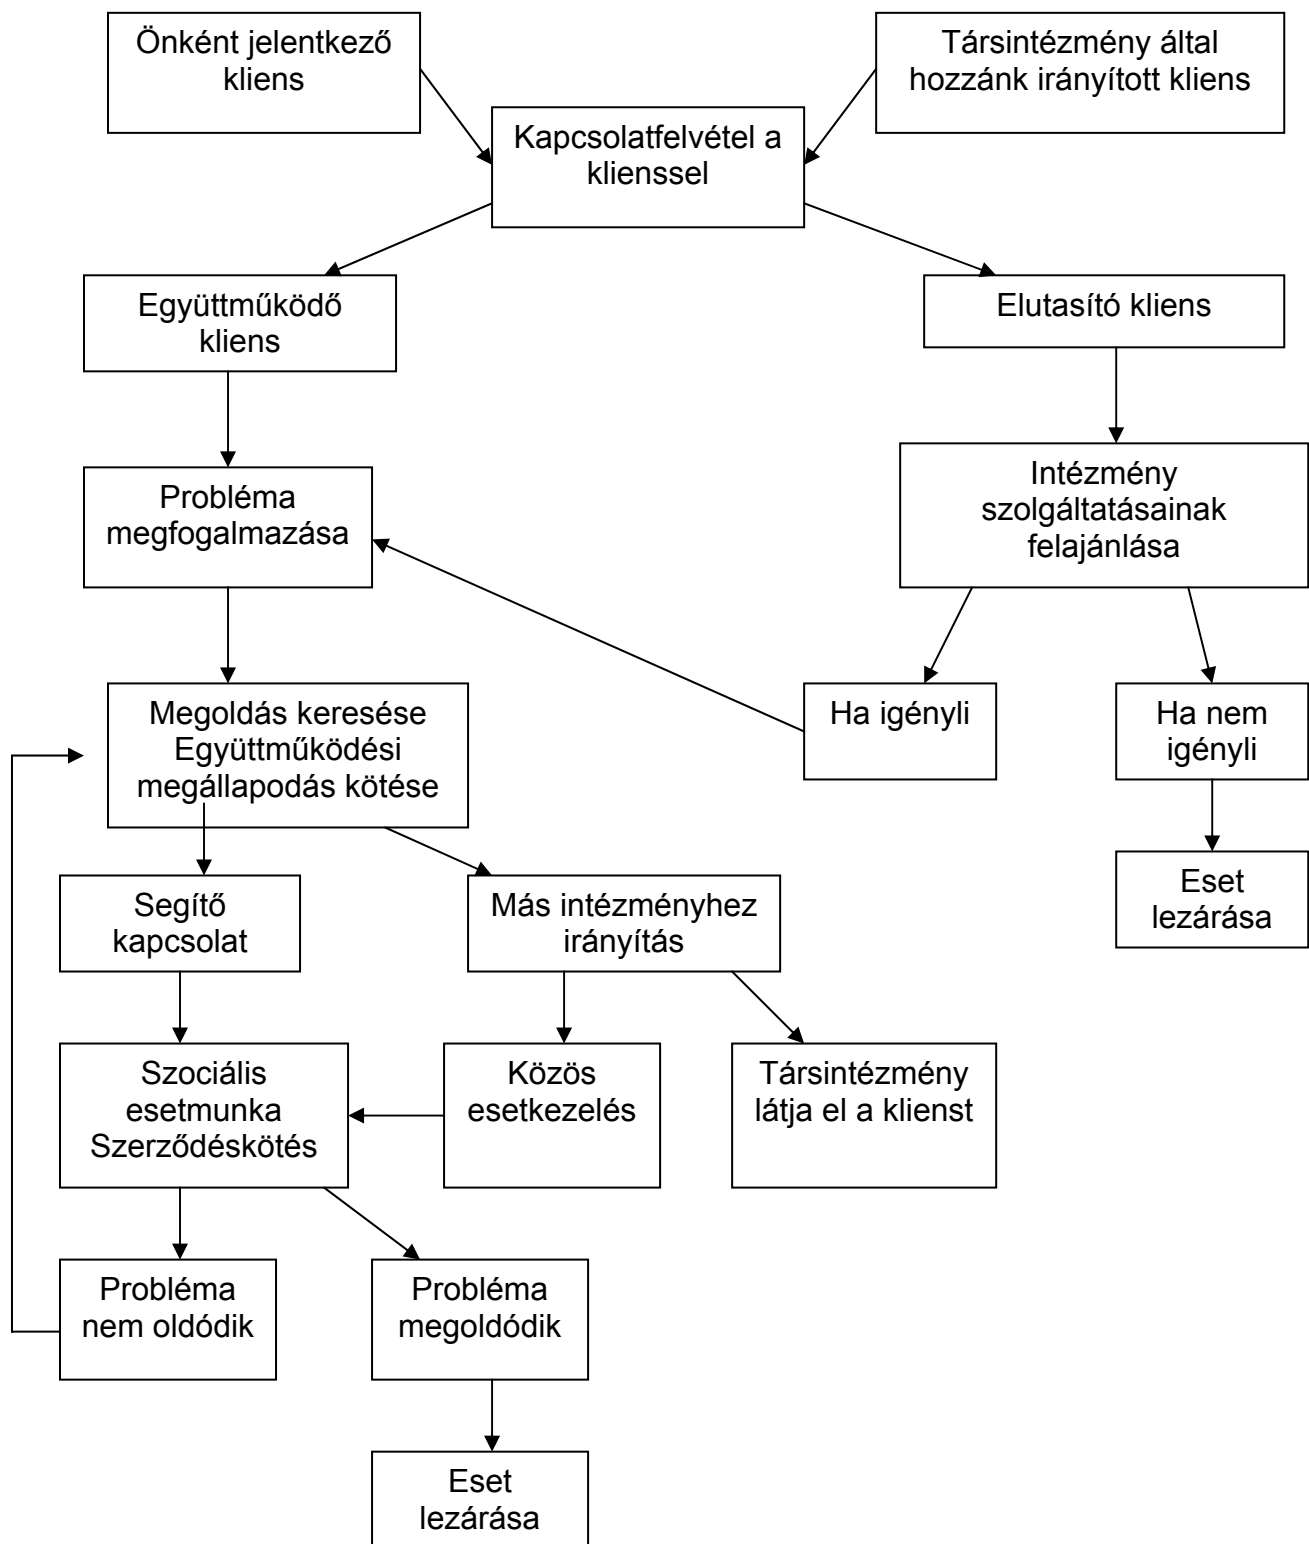 Önként jelentkező
kliens
Társintézmény által
hozzánk irányított kliens
Kapcsolatfelvétel a
klienssel
Együttműködő
kliens
Elutasító kliens
Probléma
megfogalmazása
Intézmény
szolgáltatásainak
felajánlása
Megoldás keresése
Együttműködési
megállapodás kötése
Ha igényli
Ha nem
igényli
Segítő
kapcsolat
Más intézményhez
irányítás
Eset
lezárása
Szociális
esetmunka
Szerződéskötés
Közös
esetkezelés
Társintézmény
látja el a klienst
Probléma
nem oldódik
Probléma
megoldódik
Eset
lezárása